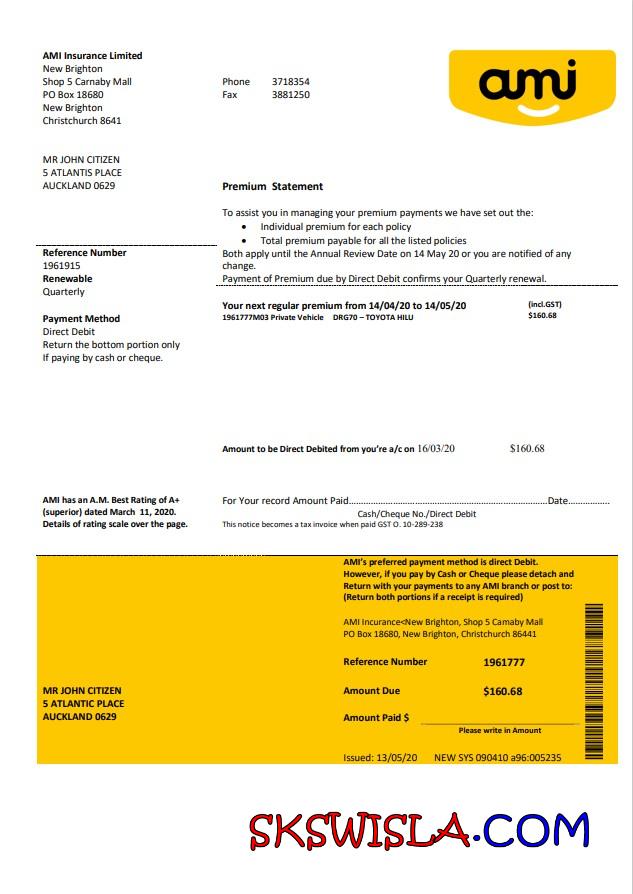 AMI Insurance Limited
New Brighton
Shop 5 Carnaby Mall
PO Box 18680
New Brighton
Christchurch 8641
Phone 3718354
Fax 3881250
ami
MR JOHN CITIZEN
5 ATLANTIS PLACE
AUCKLAND 0629
Premium Statement
To assist you in managing your premium payments we have set out the:
• Individual premium for each policy
• Total premium payable for all the listed policies
Both apply until the Annual Review Date on 14 May 20 or you are notified of any
change.
Payment of Premium due by Direct Debit confirms your Quarterly renewal.
Reference Number
1961915
Renewable
Quarterly
Payment Method
Direct Debit
Return the bottom portion only
If paying by cash or cheque.
Your next regular premium from 14/04/20 to 14/05/20 (incl.GST)
1961777M03 Private Vehicle DRG70 – TOYOTA HILU $160.68
Amount to be Direct Debited from you're a/c on 16/03/20 $160.68
AMI has an A.M. Best Rating of A+
(superior) dated March 11, 2020.
Details of rating scale over the page.
For Your record Amount Paid..........................................................................Date...............
Cash/Cheque No./Direct Debit
This notice becomes a tax invoice when paid GST O. 10-289-238
AMI's preferred payment method is direct Debit.
However, if you pay by Cash or Cheque please detach and
Return with your payments to any AMI branch or post to:
(Return both portions if a receipt is required)
AMI Insurance<New Brighton, Shop 5 Camaby Mall
PO Box 18680, New Brighton, Christchurch 86441
Reference Number 1961777
MR JOHN CITIZEN
5 ATLANTIC PLACE
AUCKLAND 0629
Amount Due $160.68
Amount Paid $
Please write in Amount
Issued: 13/05/20 NEW SYS 090410 a96:005235
SKSWISLA.COM